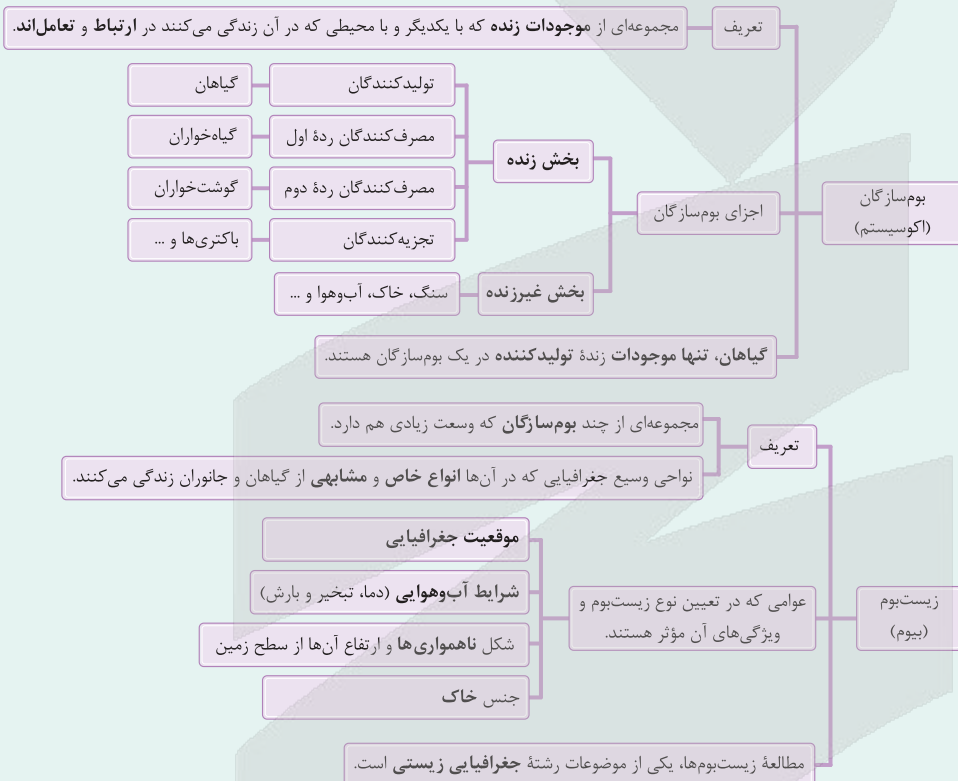 بوم‌سازگان
(اکوسیستم)
تعریف
مجموعه‌ای از موجودات زنده که با یکدیگر و با محیطی که در آن زندگی می‌کنند در ارتباط و تعامل‌اند.
اجزای بوم‌سازگان
بخش زنده
تولیدکنندگان
گیاهان
مصرف‌کنندگان ردهٔ اول
گیاه‌خواران
مصرف‌کنندگان ردهٔ دوم
گوشت‌خواران
تجزیه‌کنندگان
باکتری‌ها و ...
بخش غیرزنده
سنگ، خاک، آب‌وهوا و ...
گیاهان، تنها موجودات زندهٔ تولیدکننده در یک بوم‌سازگان هستند.
زیست‌بوم
(بیوم)
تعریف
مجموعه‌ای از چند بوم‌سازگان که وسعت زیادی هم دارد.
نواحی وسیع جغرافیایی که در آن‌ها انواع خاص و مشابهی از گیاهان و جانوران زندگی می‌کنند.
عوامی که در تعیین نوع زیست‌بوم و
ویژگی‌های آن مؤثر هستند.
موقعیت جغرافیایی
شرایط آب‌وهوایی (دما، تبخیر و بارش)
شکل ناهمواری‌ها و ارتفاع آن‌ها از سطح زمین
جنس خاک
مطالعهٔ زیست‌بوم‌ها، یکی از موضوعات رشتهٔ جغرافیایی زیستی است.